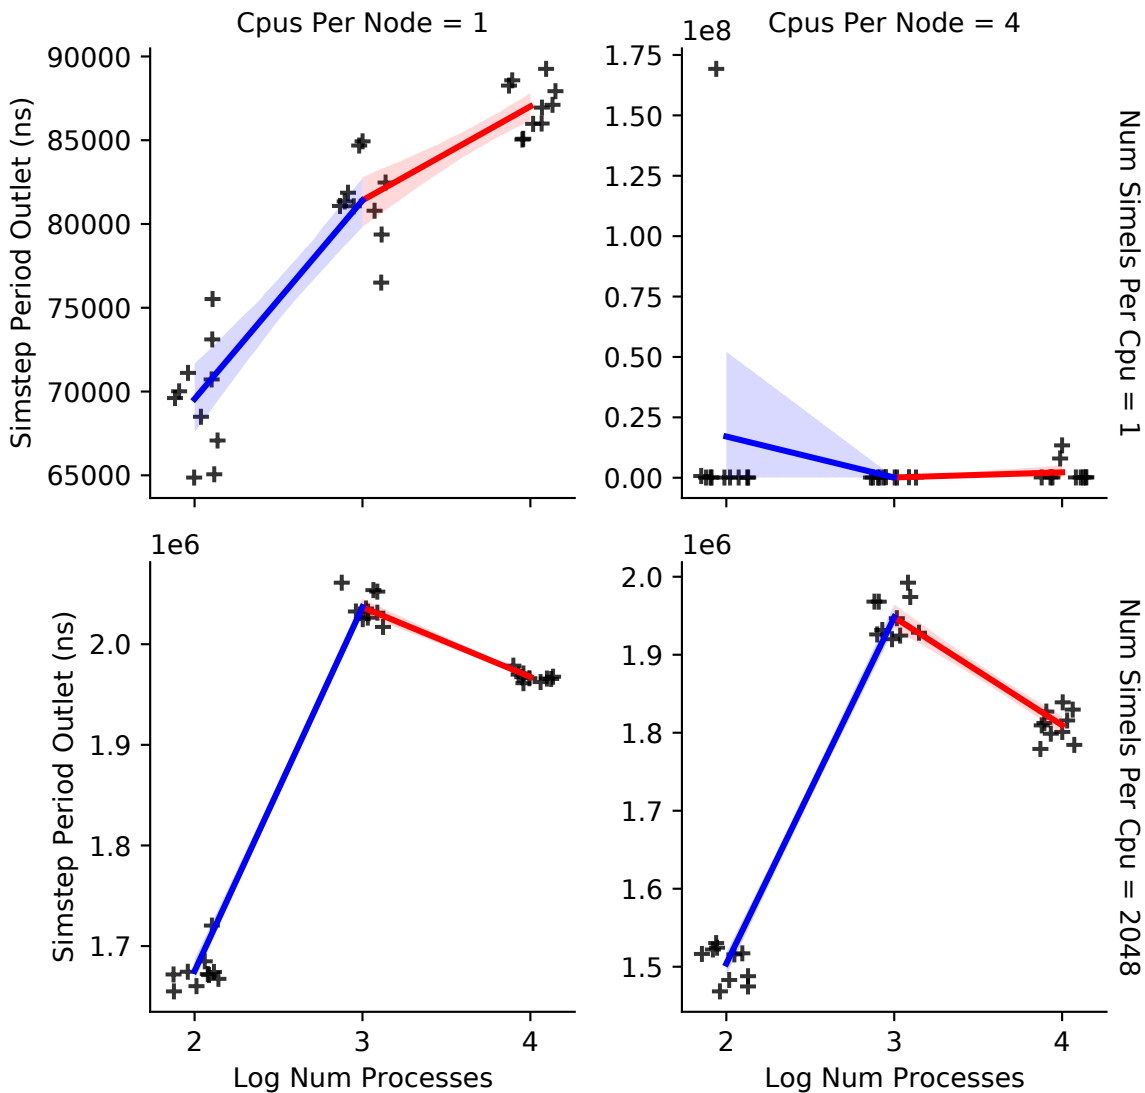 Cpus Per Node = 1
Cpus Per Node = 4
1e8
Simstep Period Outlet (ns)
90000
85000
80000
75000
70000
65000
1.75
1.50
1.25
1.00
0.75
0.50
0.25
0.00
Num Simels Per Cpu = 1
1e6
Simstep Period Outlet (ns)
2.0
1.9
1.8
1.7
2
3
4
Log Num Processes
1e6
2.0
1.9
1.8
1.7
1.6
1.5
2
3
4
Log Num Processes
Num Simels Per Cpu = 2048